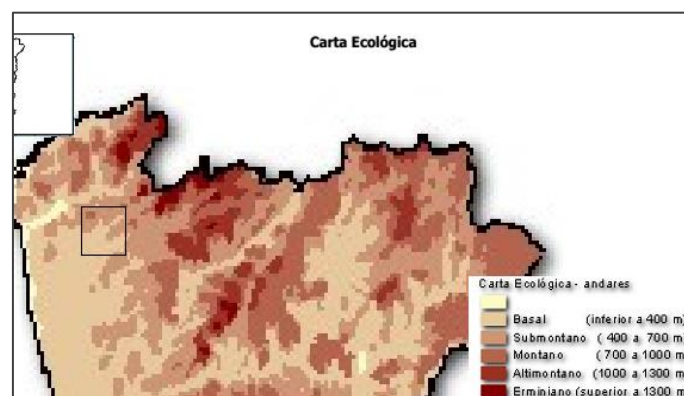 Carta Ecológica
Carta Ecológica - andares
Basal (inferior a 400 m)
Submontano ( 400 a 700 m)
Montano ( 700 a 1000 m)
Altimontano (1000 a 1300 m)
Erminiano (superior a 1300 m)